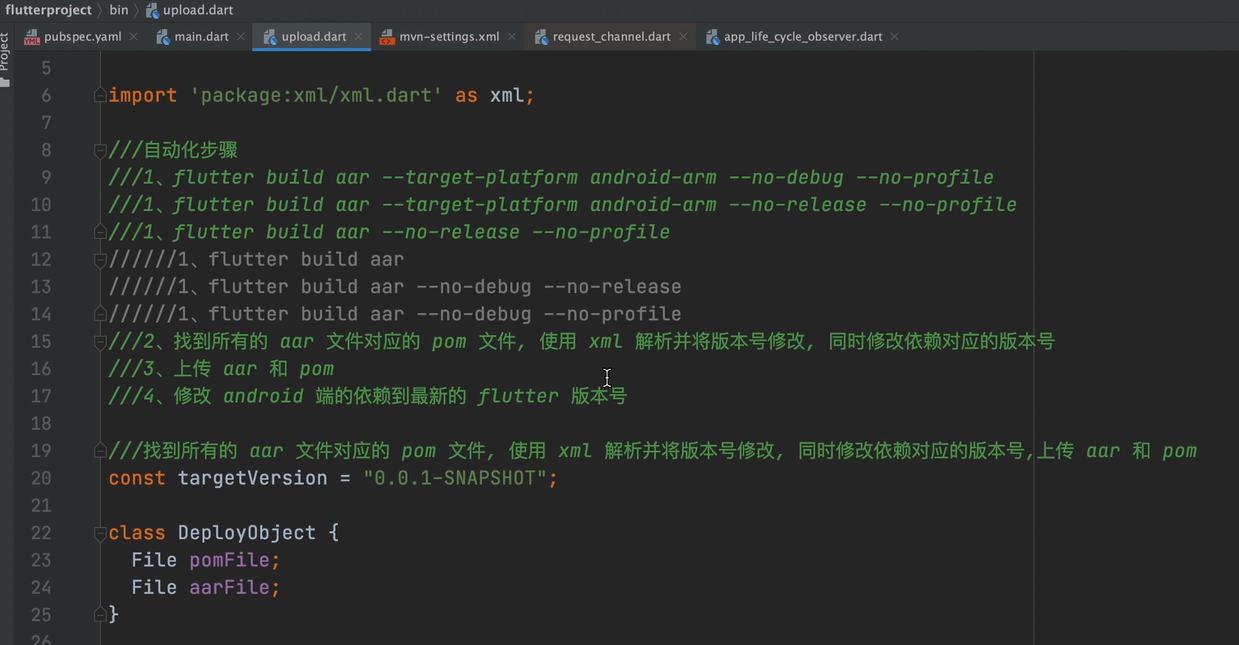 flutterproject bin upload.dart
pubspec.yaml main.dart upload.dart mvn-settings.xml request_channel.dart app_life_cycle_observer.dart
Project
5
6 import 'package:xml/xml.dart' as xml;
7
8 ///自动化步骤
9 ///1、flutter build aar --target-platform android-arm --no-debug --no-profile
10 ///1、flutter build aar --target-platform android-arm --no-release --no-profile
11 ///1、flutter build aar --no-release --no-profile
12 //////1、flutter build aar
13 //////1、flutter build aar --no-debug --no-release
14 //////1、flutter build aar --no-debug --no-profile
15 ///2、找到所有的 aar 文件对应的 pom 文件, 使用 xml 解析并将版本号修改, 同时修改依赖对应的版本号
16 ///3、上传 aar 和 pom
17 ///4、修改 android 端的依赖到最新的 flutter 版本号
18
19 ///找到所有的 aar 文件对应的 pom 文件, 使用 xml 解析并将版本号修改, 同时修改依赖对应的版本号,上传 aar 和 pom
20 const targetVersion = "0.0.1-SNAPSHOT";
21
22 class DeployObject {
23 File pomFile;
24 File aarFile;
25 }
26